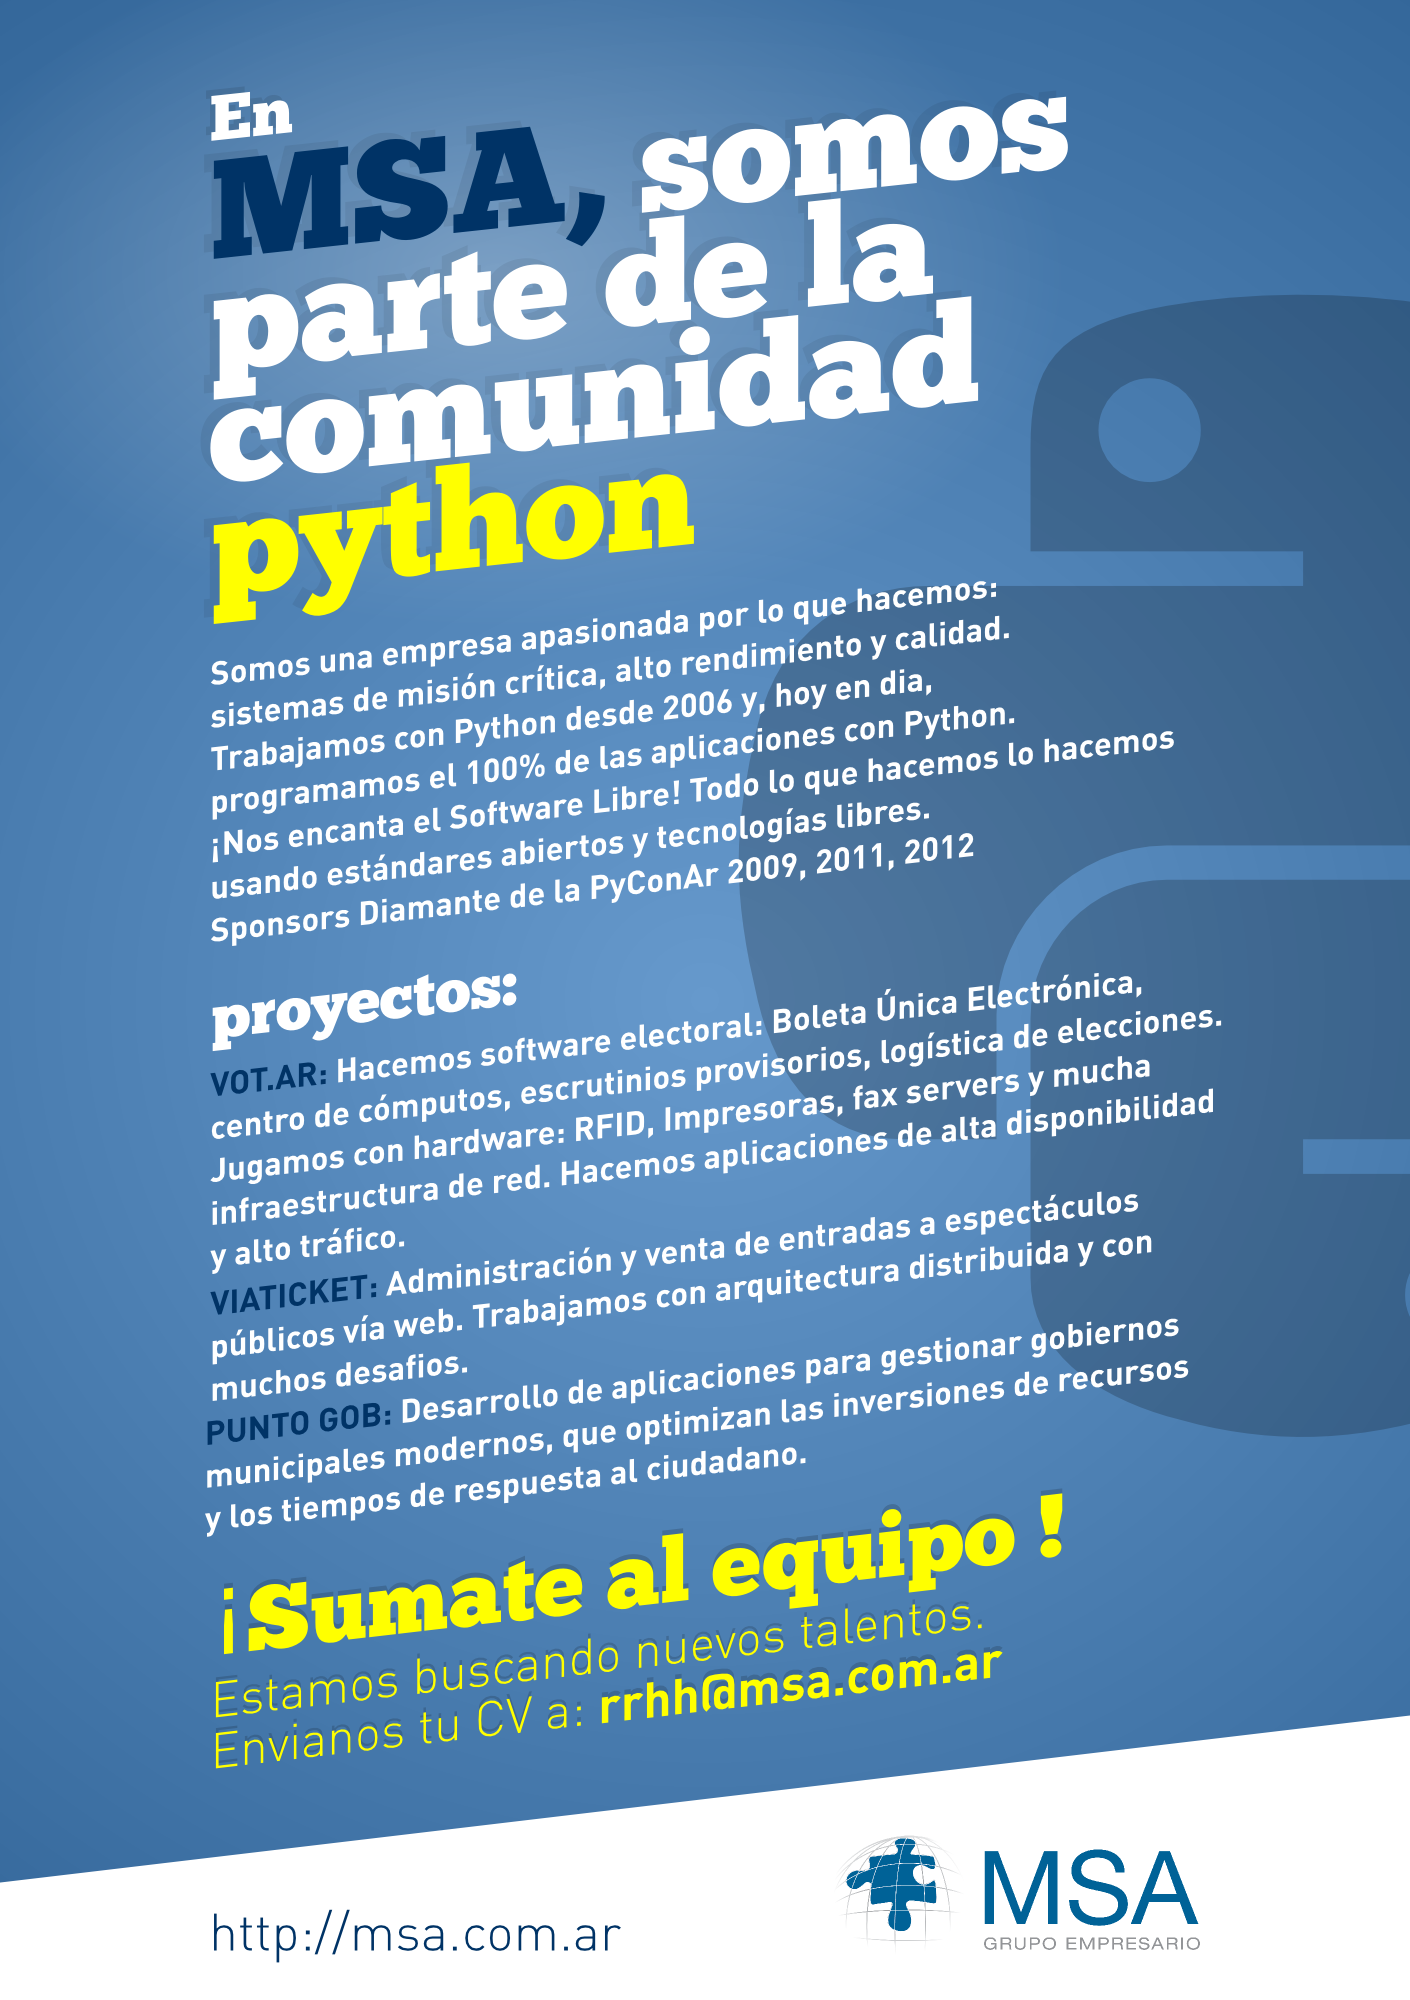 En
MSA, somos
parte de la
comunidad
python
Somos una empresa apasionada por lo que hacemos:
sistemas de misión crítica, alto rendimiento y calidad.
Trabajamos con Python desde 2006 y, hoy en dia,
programamos el 100% de las aplicaciones con Python.
¡Nos encanta el Software Libre! Todo lo que hacemos lo hacemos
usando estándares abiertos y tecnologías libres.
Sponsors Diamante de la PyConAr 2009, 2011, 2012
proyectos:
VOT.AR: Hacemos software electoral: Boleta Única Electrónica,
centro de cómputos, escrutinios provisorios, logística de elecciones.
Jugamos con hardware: RFID, Impresoras, fax servers y mucha
infraestructura de red. Hacemos aplicaciones de alta disponibilidad
y alto tráfico.
VIATICKET: Administración y venta de entradas a espectáculos
públicos vía web. Trabajamos con arquitectura distribuida y con
muchos desafios.
PUNTO GOB: Desarrollo de aplicaciones para gestionar gobiernos
municipales modernos, que optimizan las inversiones de recursos
y los tiempos de respuesta al ciudadano.
¡Sumate al equipo !
Estamos buscando nuevos talentos.
Envianos tu CV a: rrhh@msa.com.ar
http://msa.com.ar
MSA
GRUPO EMPRESARIO